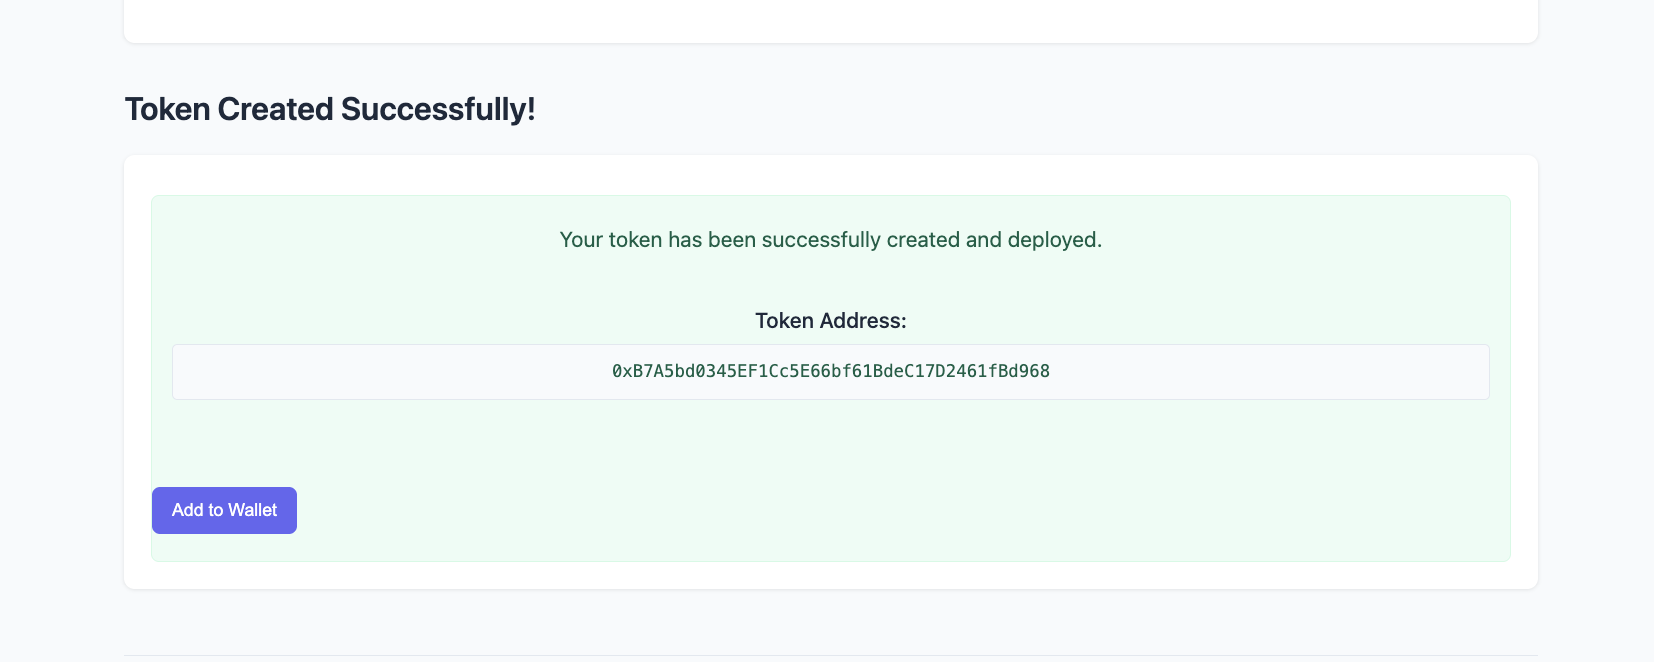 Token Created Successfully!
Your token has been successfully created and deployed.
Token Address:
0xB7A5bd0345EF1Cc5E66bf61BdeC17D2461fBd968
Add to Wallet